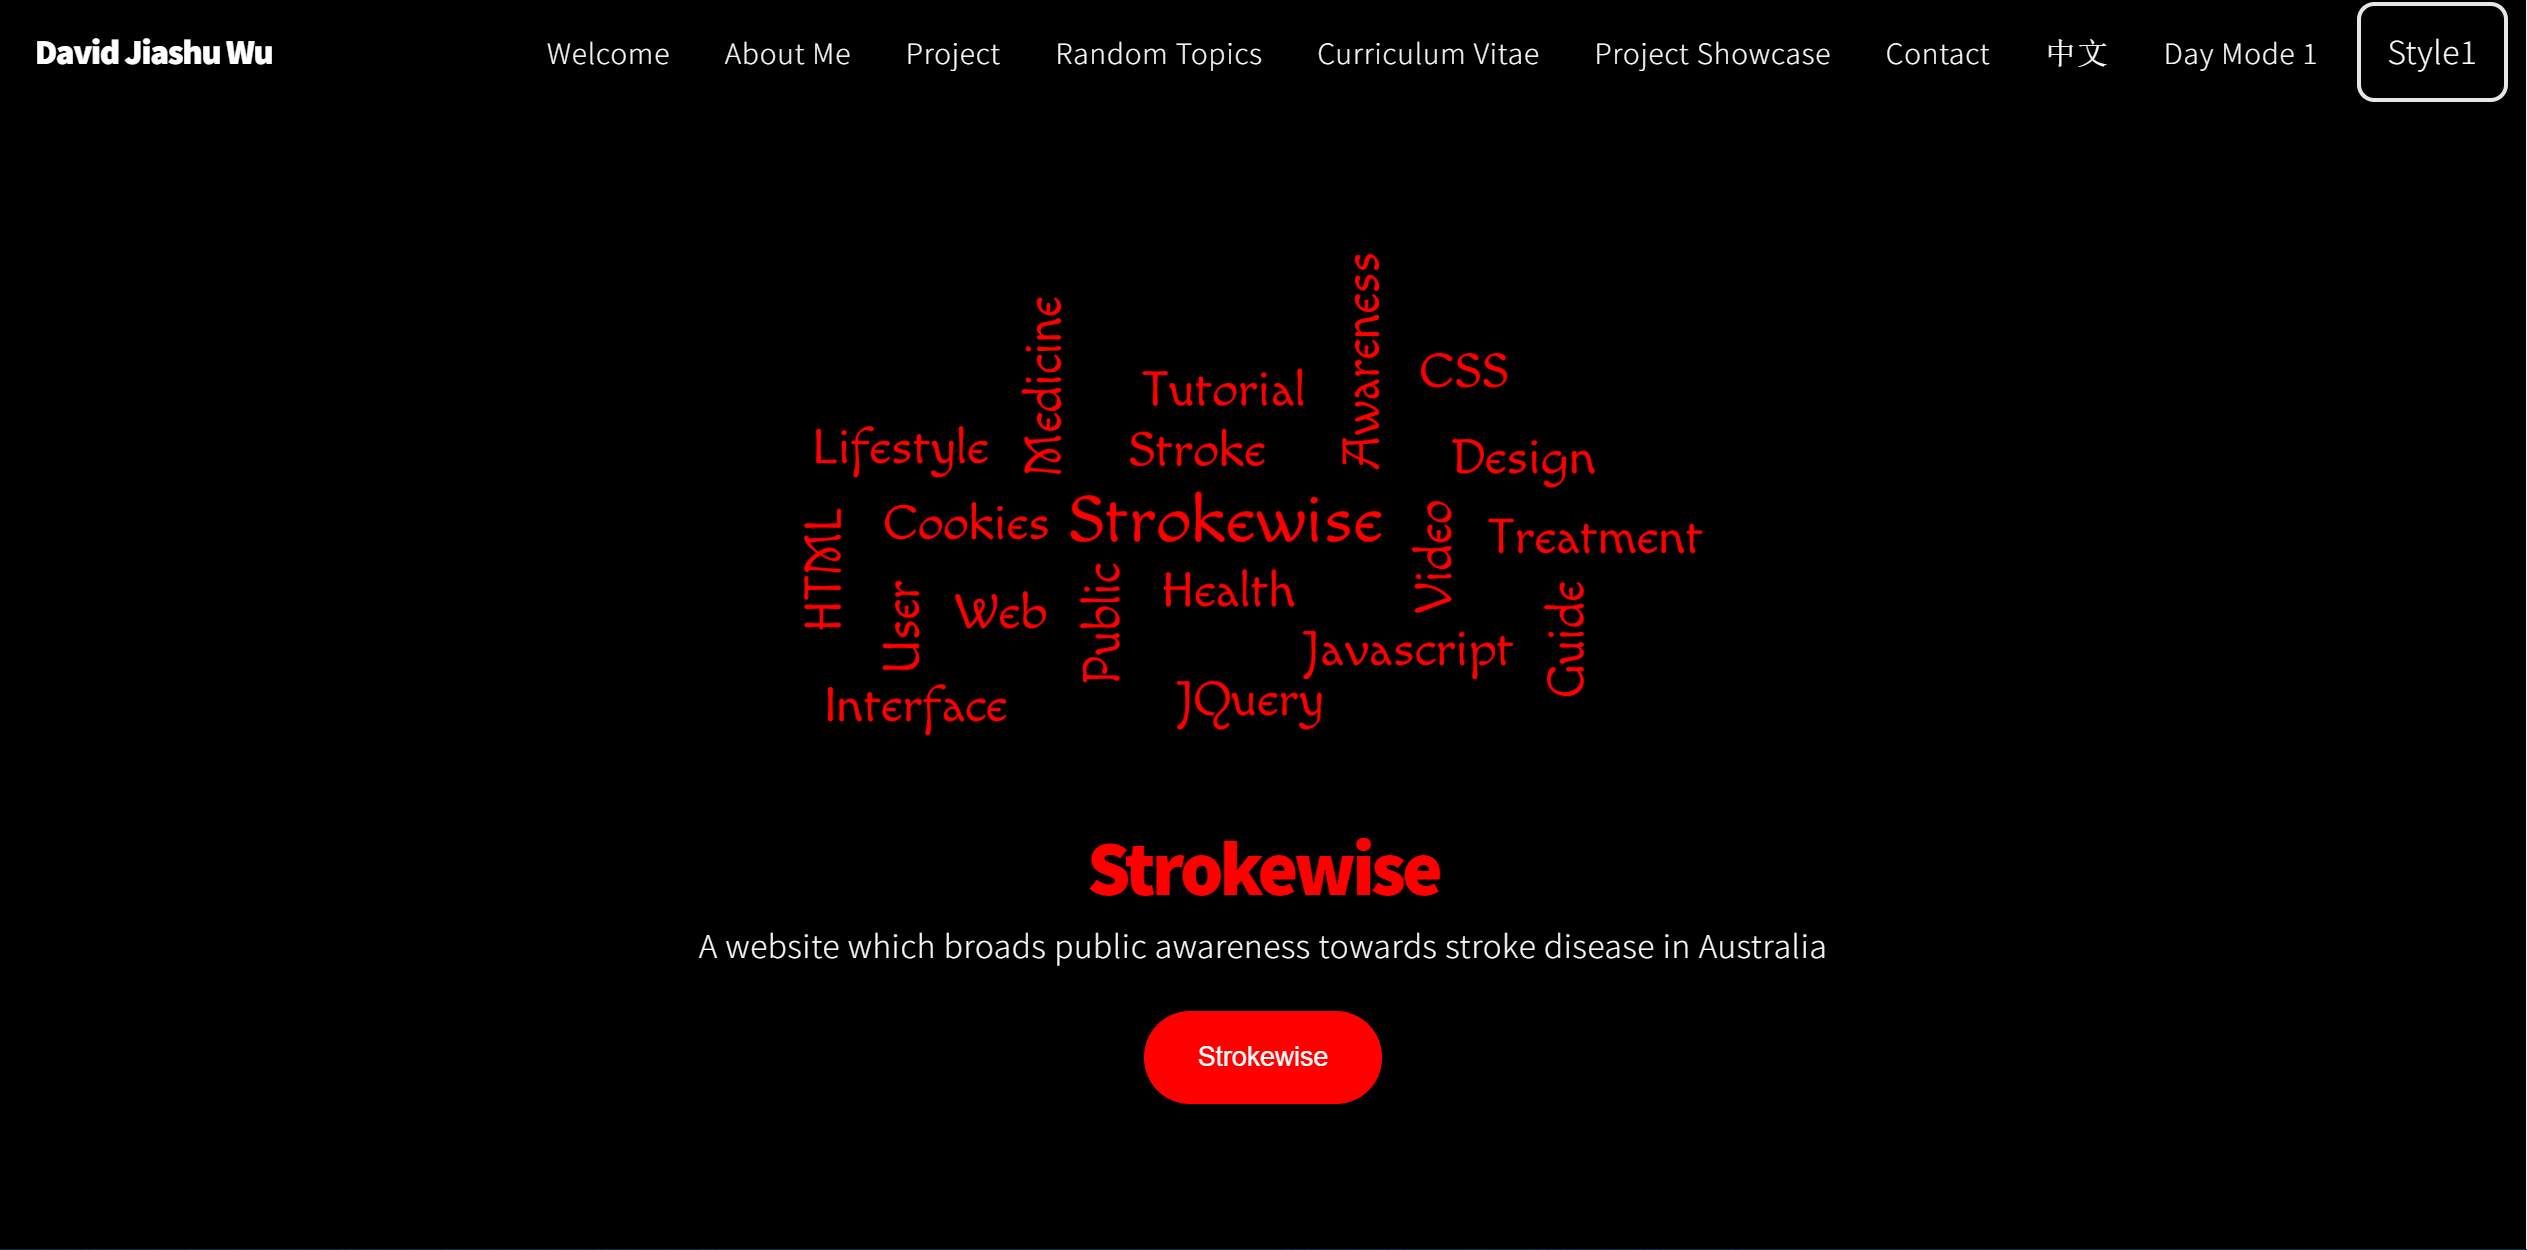 David Jiashu Wu
Welcome
About Me
Project
Random Topics
Curriculum Vitae
Project Showcase
Contact
中文
Day Mode 1
Style1
Awareness
Medicine
CSS
Tutorial
Lifestyle
Stroke
Design
Cookies
Strokewise
Video
Treatment
HTML
User
Web
Public
Health
Javascript
Guide
Interface
JQuery
Strokewise
A website which broads public awareness towards stroke disease in Australia
Strokewise